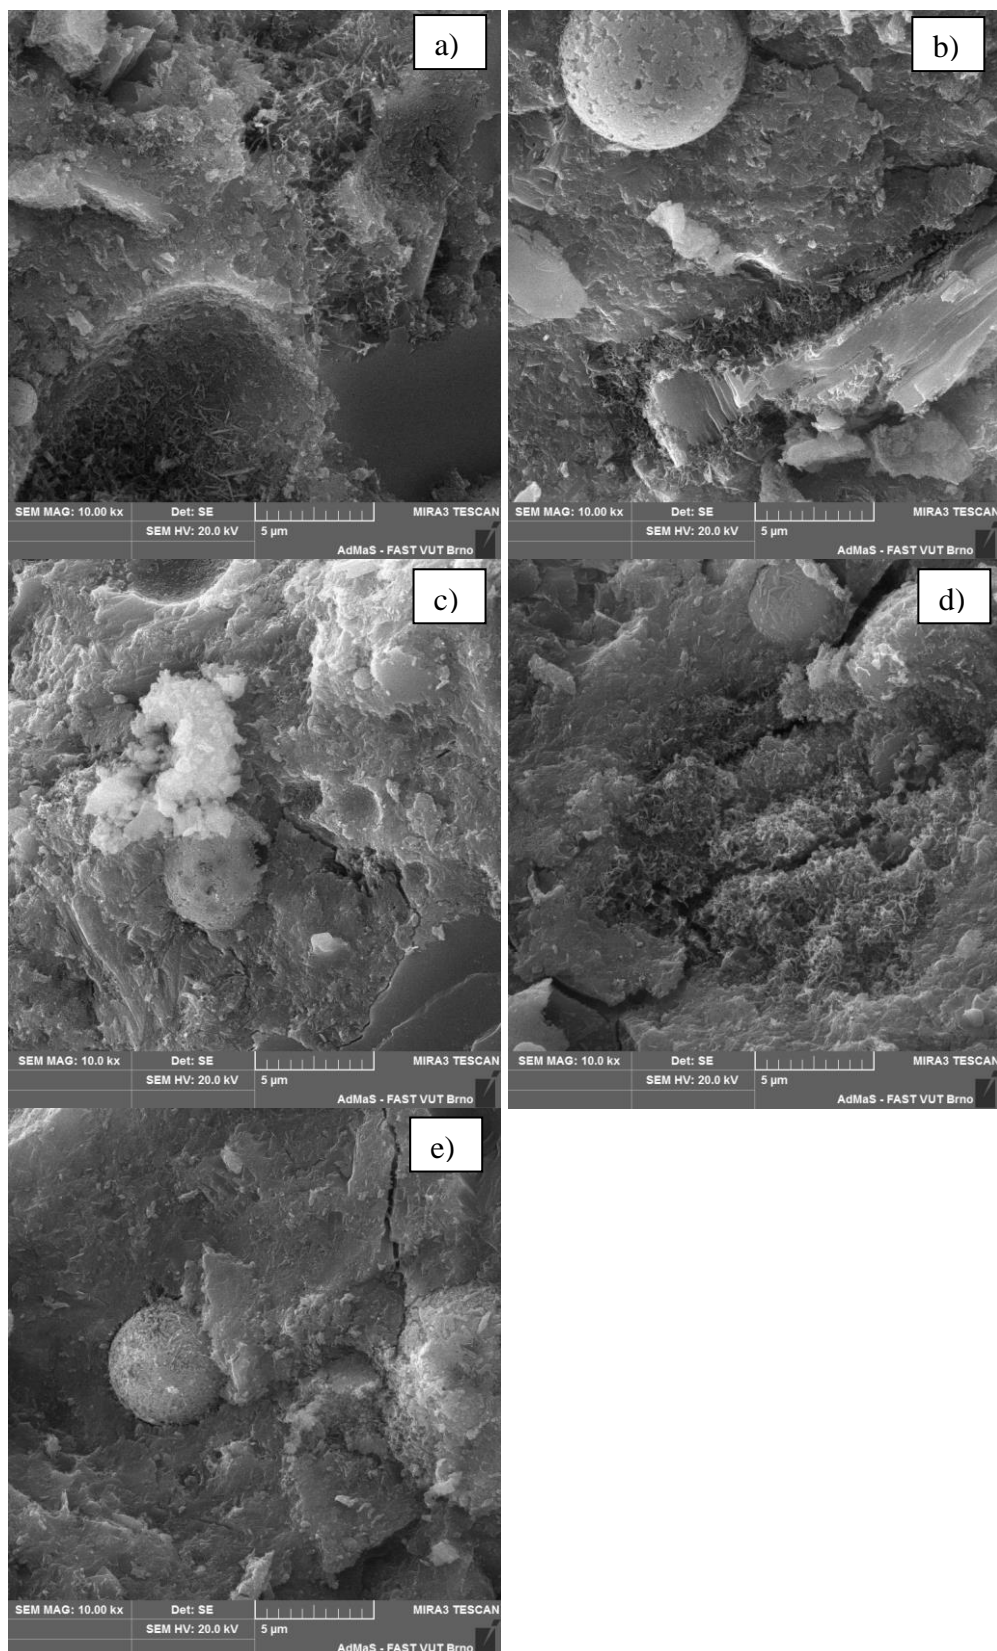 a)
SEM MAG: 10.00 kx Det: SE MIRA3 TESCAN
SEM HV: 20.0 kV 5 µm
AdMaS - FAST VUT Brno
b)
SEM MAG: 10.00 kx Det: SE MIRA3 TESCAN
SEM HV: 20.0 kV 5 µm
AdMaS - FAST VUT Brno
c)
SEM MAG: 10.0 kx Det: SE MIRA3 TESCAN
SEM HV: 20.0 kV 5 µm
AdMaS - FAST VUT Brno
d)
SEM MAG: 10.0 kx Det: SE MIRA3 TESCAN
SEM HV: 20.0 kV 5 µm
AdMaS - FAST VUT Brno
e)
SEM MAG: 10.00 kx Det: SE MIRA3 TESCAN
SEM HV: 20.0 kV 5 µm
AdMaS - FAST VUT Brno